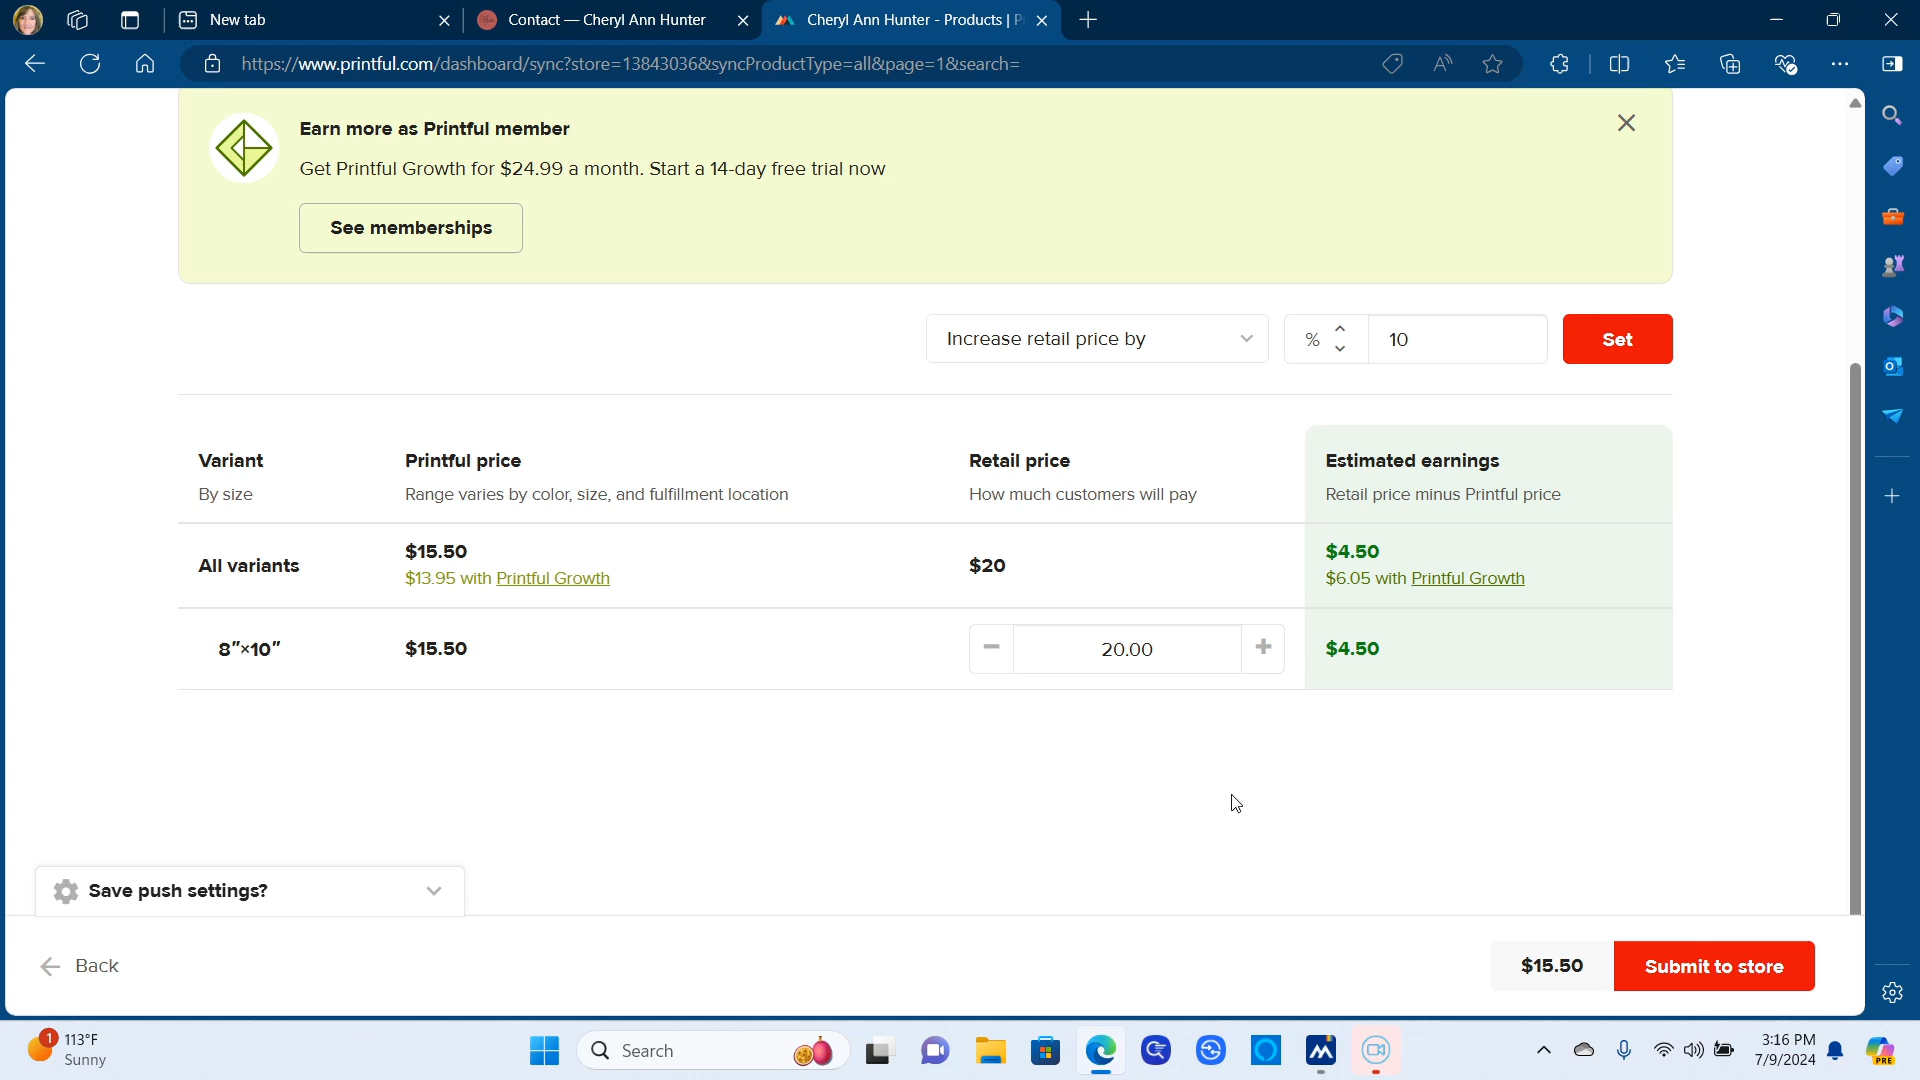 New tab
Contact — Cheryl Ann Hunter
Cheryl Ann Hunter - Products | P
https://www.printful.com/dashboard/sync?store=13843036&syncProductType=all&page=1&search=
Earn more as Printful member
Get Printful Growth for $24.99 a month. Start a 14-day free trial now
See memberships
Increase retail price by
%
10
Set
Variant
Printful price
Retail price
Estimated earnings
By size
Range varies by color, size, and fulfillment location
How much customers will pay
Retail price minus Printful price
All variants
$15.50
$13.95 with Printful Growth
$20
$4.50
$6.05 with Printful Growth
8″×10″
$15.50
20.00
$4.50
Save push settings?
Back
$15.50
Submit to store
1
113°F
Sunny
Search
3:16 PM
7/9/2024
PRE